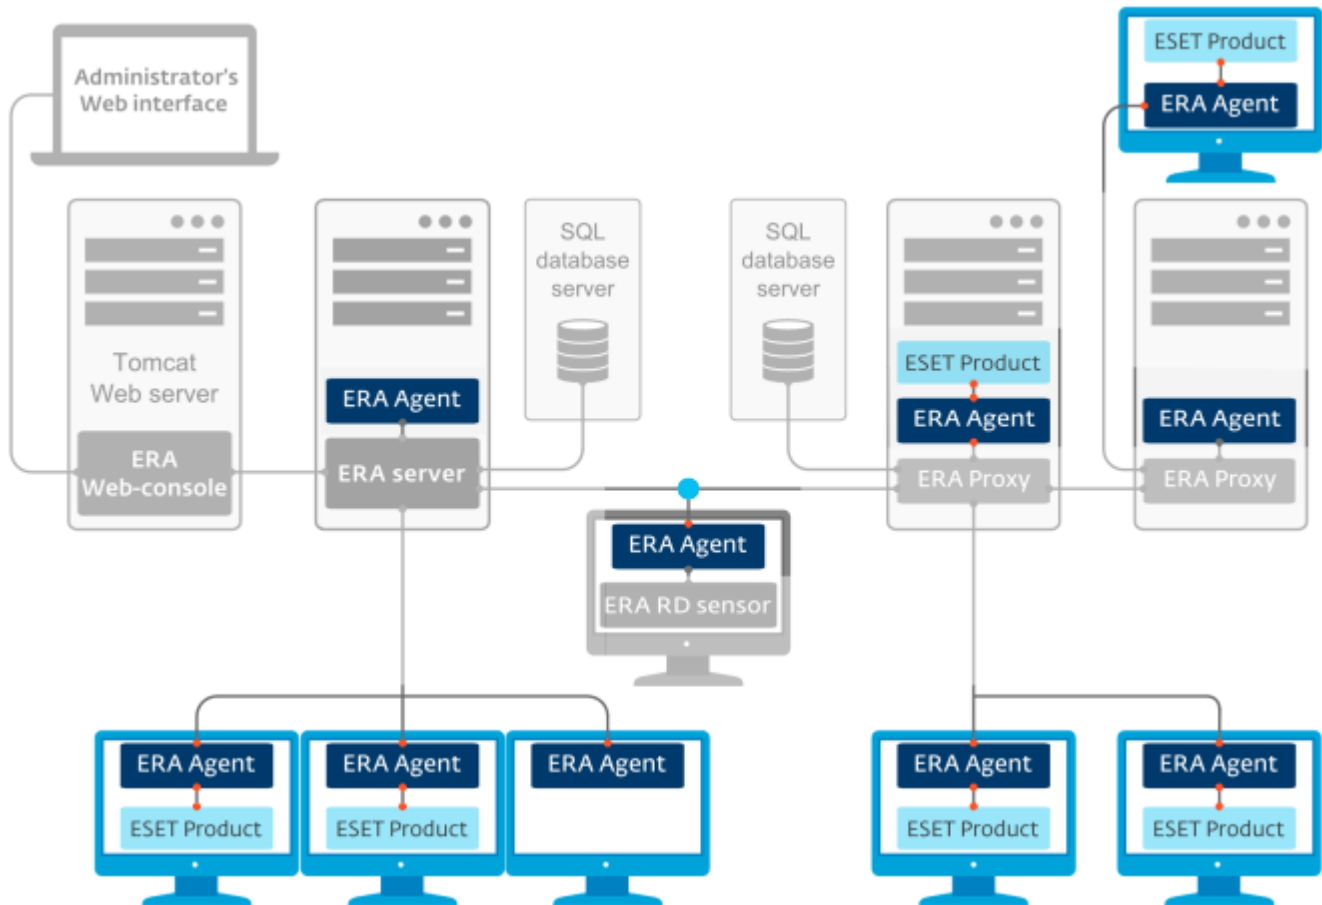 Administrator's
Web interface
ESET Product
ERA Agent
Tomcat
Web server
ERA
Web-console
ERA Agent
ERA server
SQL
database
server
SQL
database
server
ESET Product
ERA Agent
ERA Proxy
ERA Agent
ERA Proxy
ERA Agent
ERA RD sensor
ERA Agent
ESET Product
ERA Agent
ESET Product
ERA Agent
ERA Agent
ESET Product
ERA Agent
ESET Product